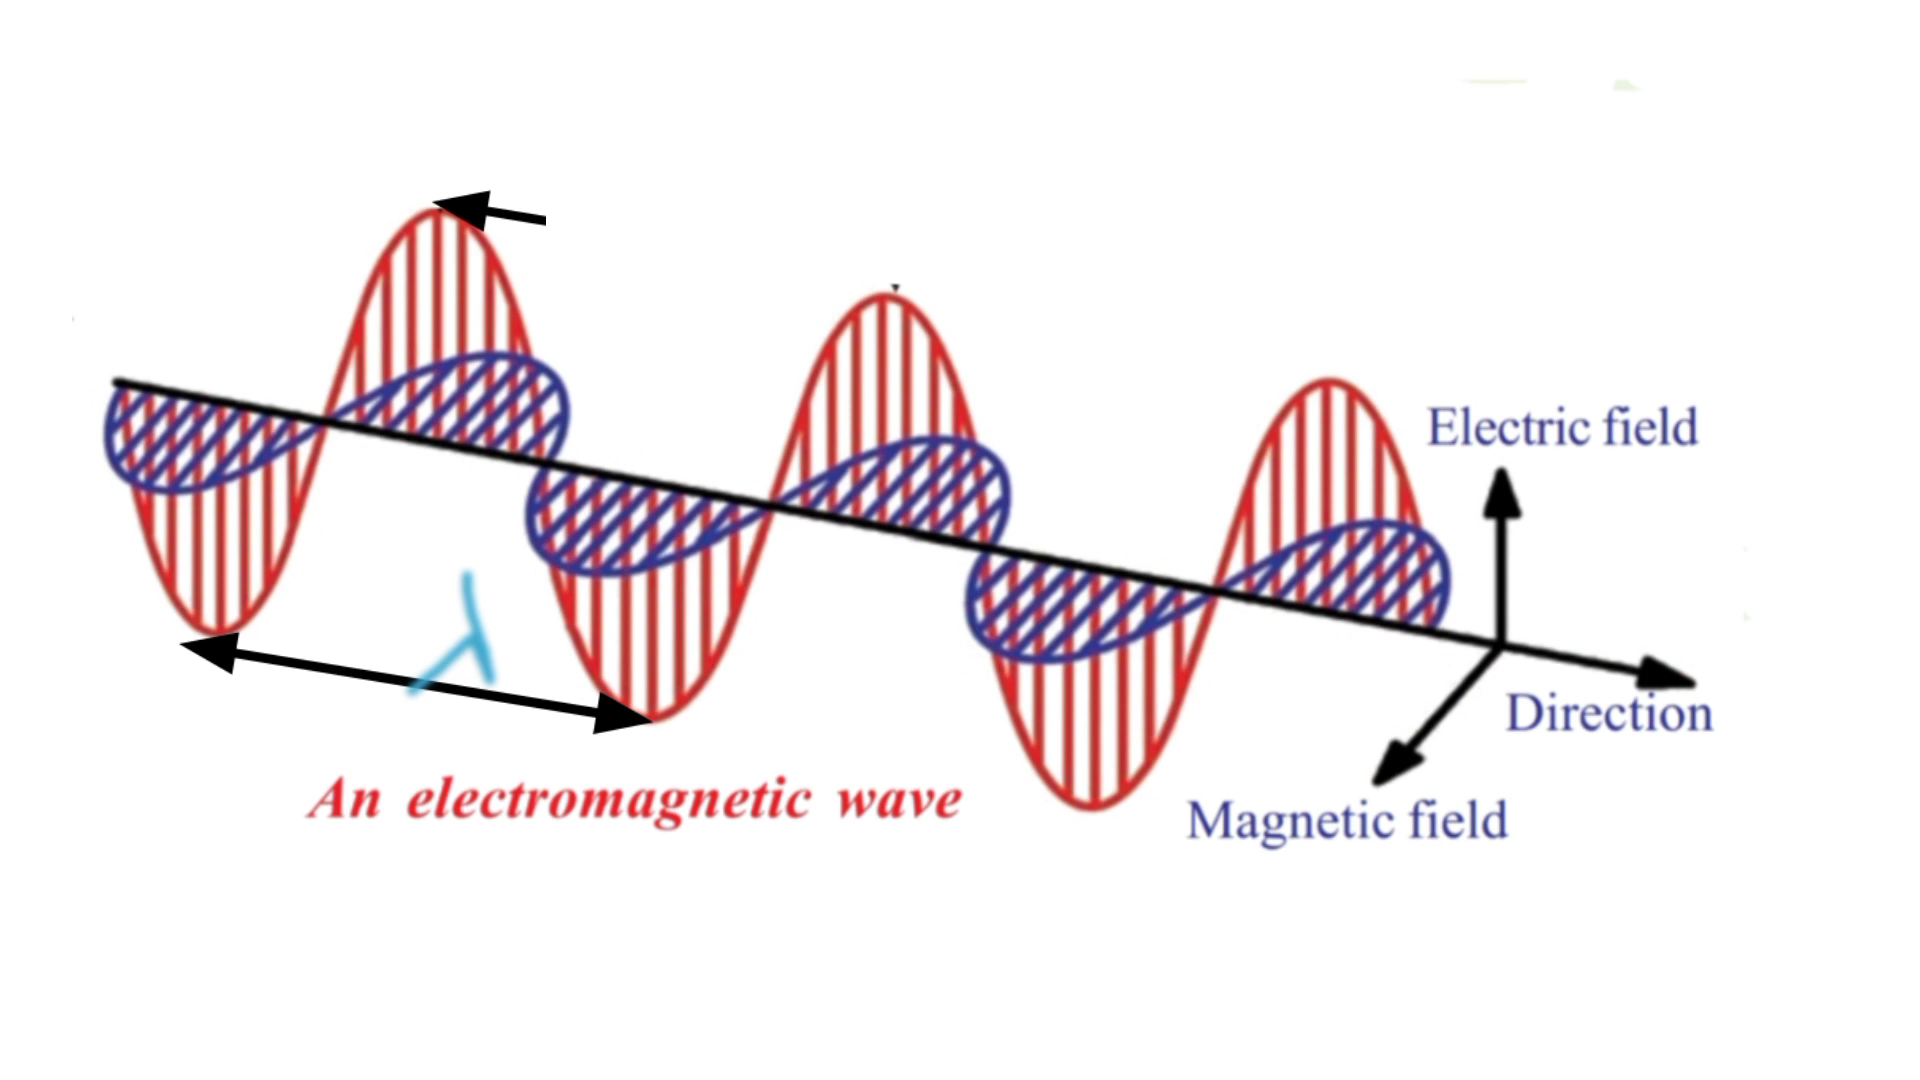 Electric field
λ
Direction
An electromagnetic wave
Magnetic field